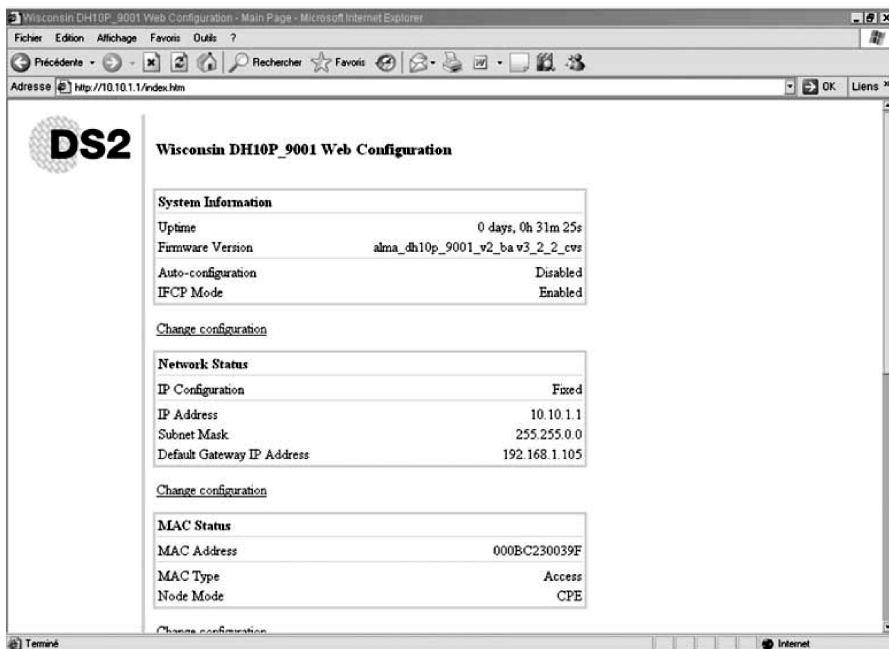 Wisconsin DH10P_9001 Web Configuration - Main Page - Microsoft Internet Explorer
Fichier Edition Affichage Favoris Outils ?
Précédente Rechercher Favoris
Adresse http://10.10.1.1/index.htm OK Liens »
DS2
Wisconsin DH10P_9001 Web Configuration
System Information
Uptime 0 days, 0h 31m 25s
Firmware Version alma_dh10p_9001_v2_ba v3_2_2_cvs
Auto-configuration Disabled
IFCP Mode Enabled
Change configuration
Network Status
IP Configuration Fixed
IP Address 10.10.1.1
Subnet Mask 255.255.0.0
Default Gateway IP Address 192.168.1.105
Change configuration
MAC Status
MAC Address 000BC230039F
MAC Type Access
Node Mode CPE
Change configuration
Terminé Internet